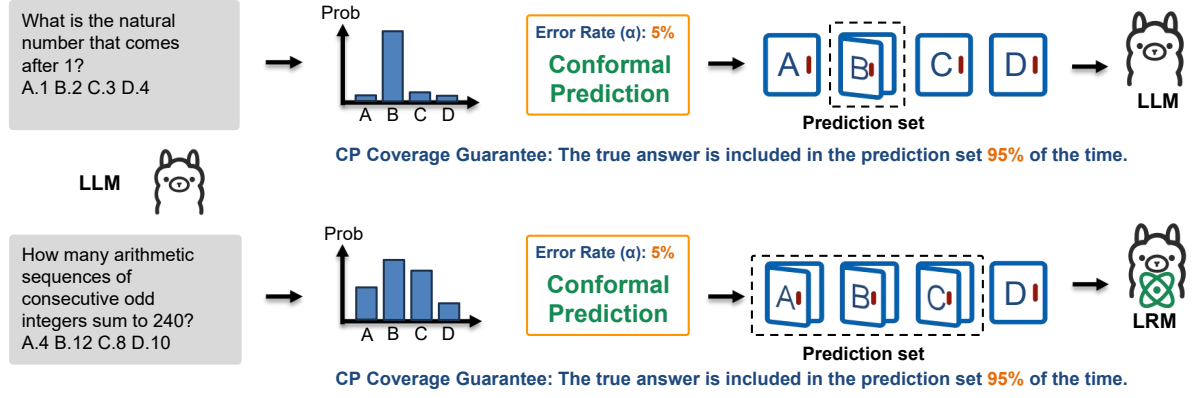 What is the natural
number that comes
after 1?
A.1 B.2 C.3 D.4
Prob
A B C D
Error Rate (α): 5%
Conformal
Prediction
A B C D
Prediction set
LLM
CP Coverage Guarantee: The true answer is included in the prediction set 95% of the time.
LLM
How many arithmetic
sequences of
consecutive odd
integers sum to 240?
A.4 B.12 C.8 D.10
Prob
A B C D
Error Rate (α): 5%
Conformal
Prediction
A B C D
Prediction set
LRM
CP Coverage Guarantee: The true answer is included in the prediction set 95% of the time.